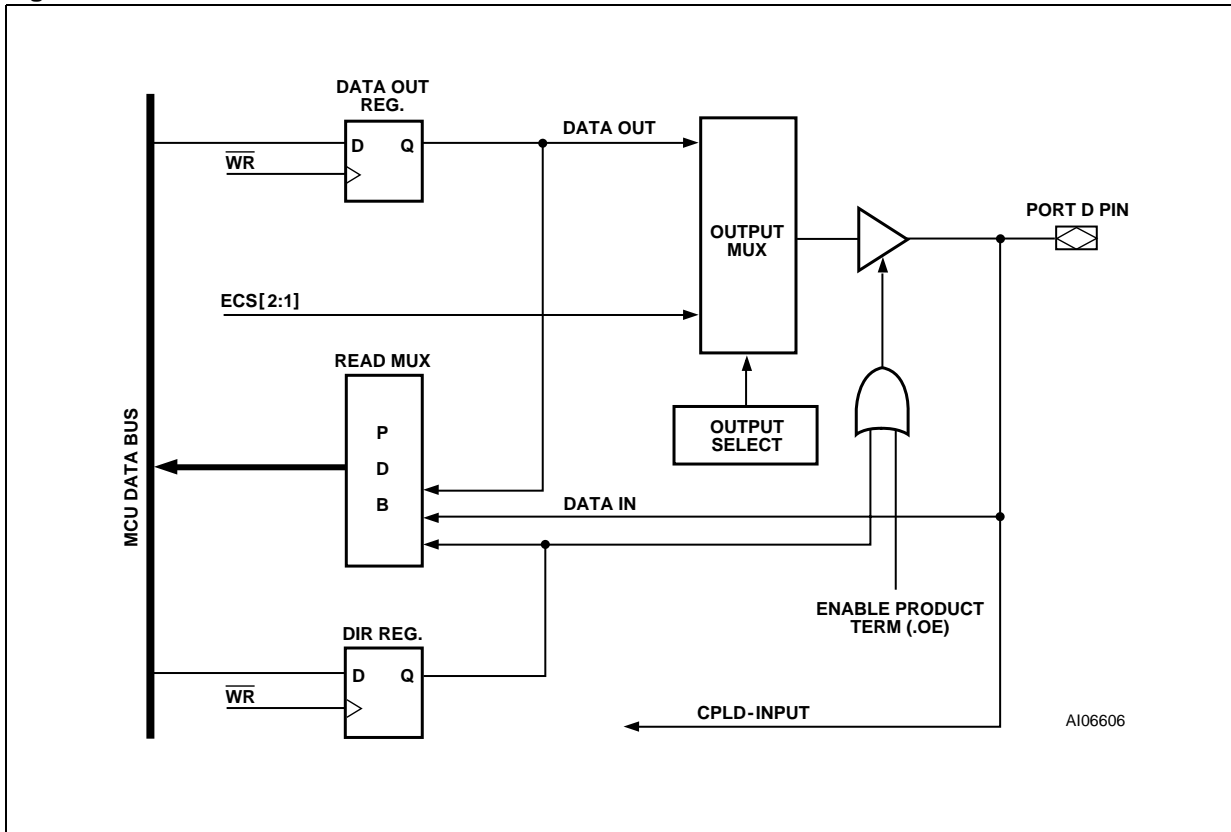 DATA OUT
REG.
D Q
WR
DATA OUT
ECS[2:1]
OUTPUT
MUX
PORT D PIN
READ MUX
P
D
B
OUTPUT
SELECT
MCU DATA BUS
DATA IN
ENABLE PRODUCT
TERM (.OE)
DIR REG.
D Q
WR
CPLD-INPUT
AI06606